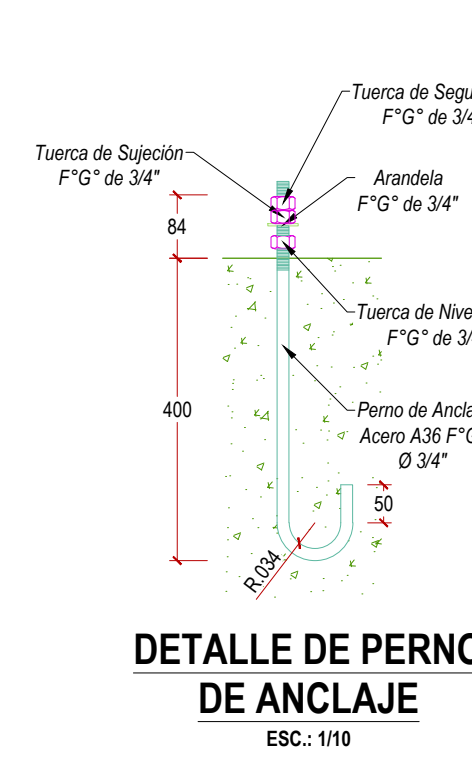 Tuerca de Segu
F°G° de 3/4
Tuerca de Sujeción
F°G° de 3/4"
Arandela
F°G° de 3/4"
84
Tuerca de Nive
F°G° de 3/
400
Perno de Ancla
Acero A36 F°G
Ø 3/4"
50
R.034
DETALLE DE PERNO
DE ANCLAJE
ESC.: 1/10